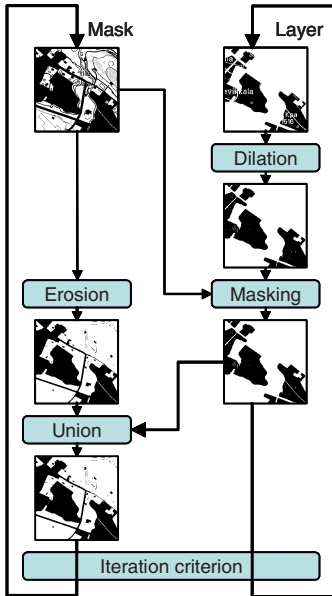 Mask
Layer
Dilation
Erosion
Masking
Union
Iteration criterion